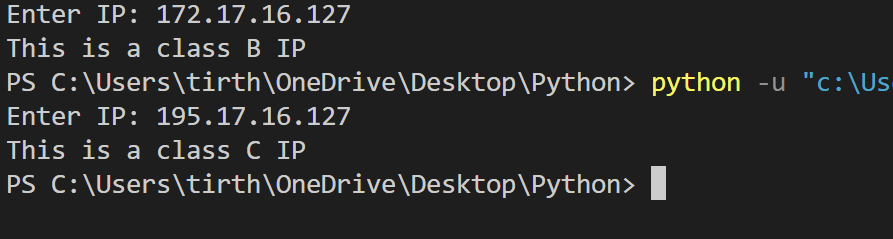 Enter IP: 172.17.16.127
This is a class B IP
PS C:\Users\tirth\OneDrive\Desktop\Python> python -u "c:\Us
Enter IP: 195.17.16.127
This is a class C IP
PS C:\Users\tirth\OneDrive\Desktop\Python>